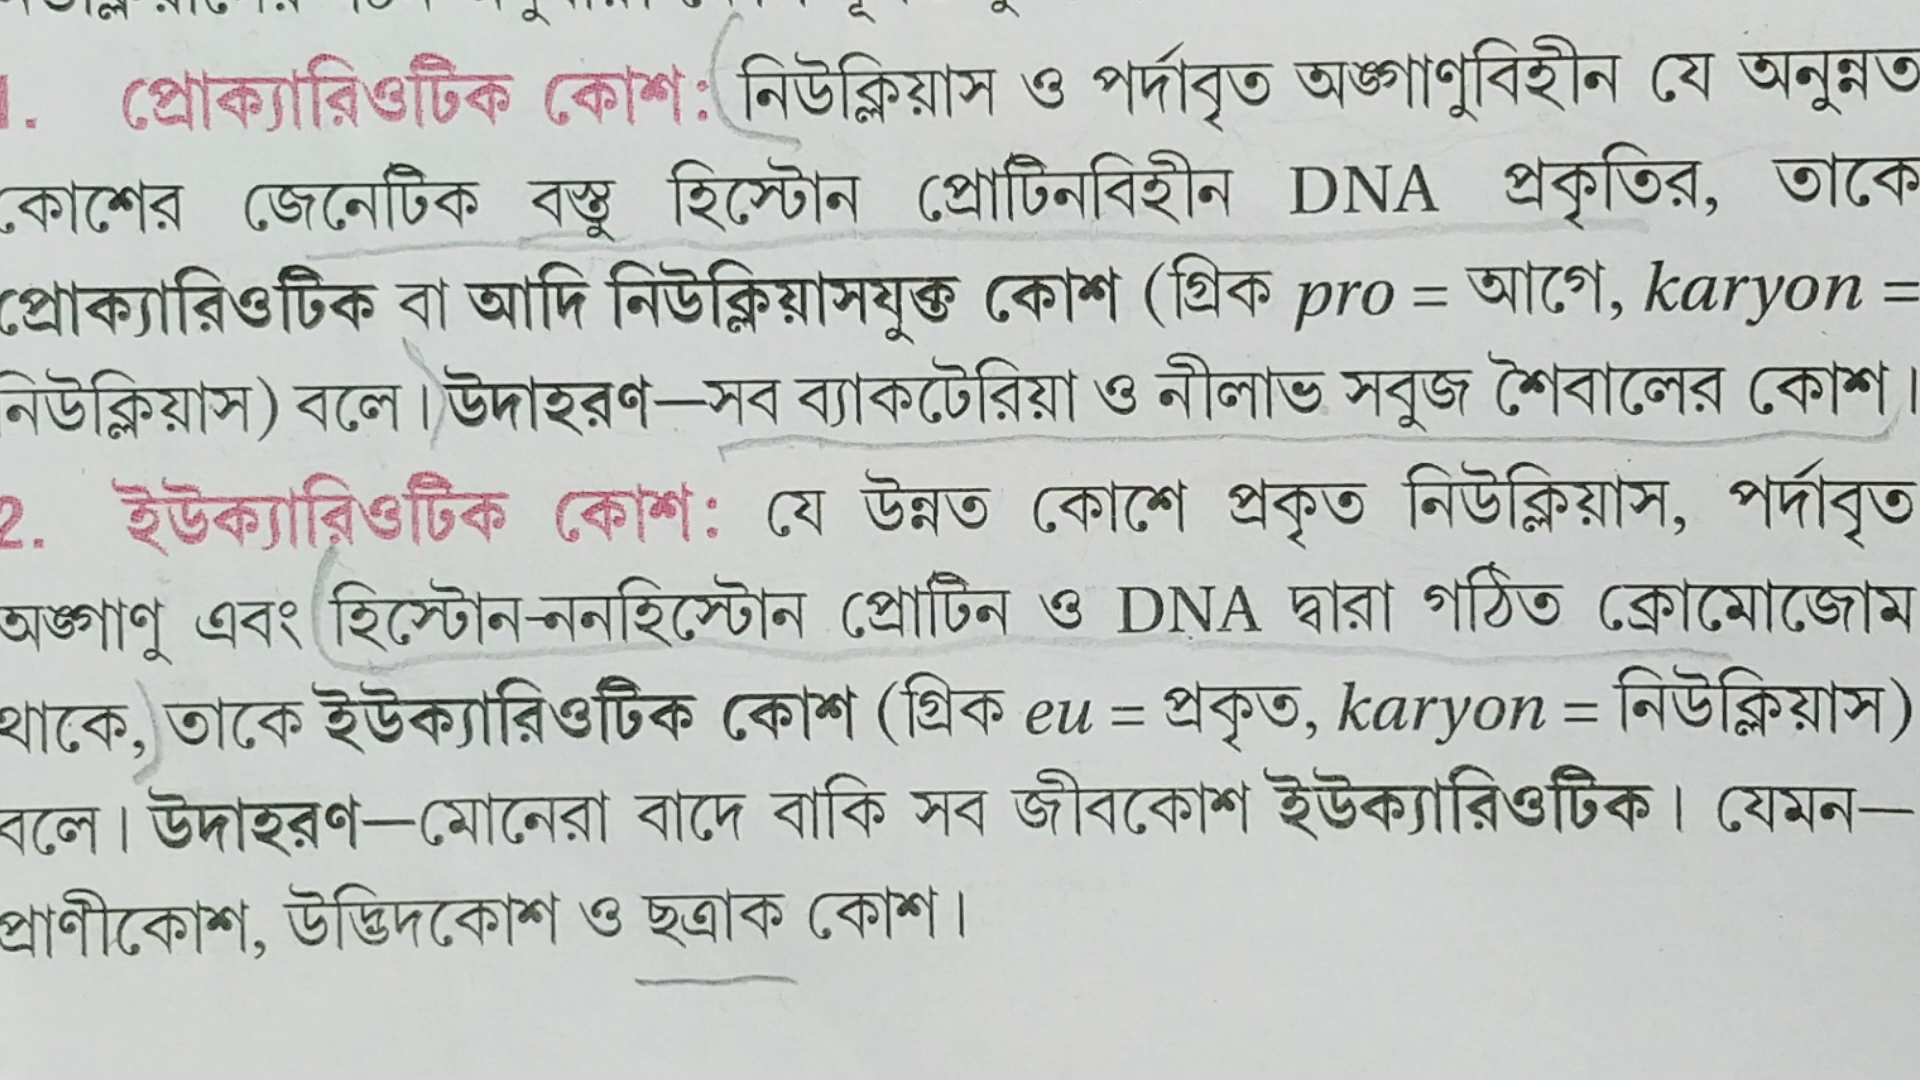 1. প্রোক্যারিওটিক কোশ: নিউক্লিয়াস ও পর্দাবৃত অঙ্গাণুবিহীন যে অনুন্নত
কোশের জেনেটিক বস্তু হিস্টোন প্রোটিনবিহীন DNA প্রকৃতির, তাকে
প্রোক্যারিওটিক বা আদি নিউক্লিয়াসযুক্ত কোশ (গ্রিক pro = আগে, karyon =
নিউক্লিয়াস) বলে। উদাহরণ—সব ব্যাকটেরিয়া ও নীলাভ সবুজ শৈবালের কোশ।
2. ইউক্যারিওটিক কোশ: যে উন্নত কোশে প্রকৃত নিউক্লিয়াস, পর্দাবৃত
অঙ্গাণু এবং হিস্টোন-ননহিস্টোন প্রোটিন ও DNA দ্বারা গঠিত ক্রোমোজোম
থাকে, তাকে ইউক্যারিওটিক কোশ (গ্রিক eu = প্রকৃত, karyon = নিউক্লিয়াস)
বলে। উদাহরণ—মোনেরা বাদে বাকি সব জীবকোশ ইউক্যারিওটিক। যেমন—
প্রাণীকোশ, উদ্ভিদকোশ ও ছত্রাক কোশ।